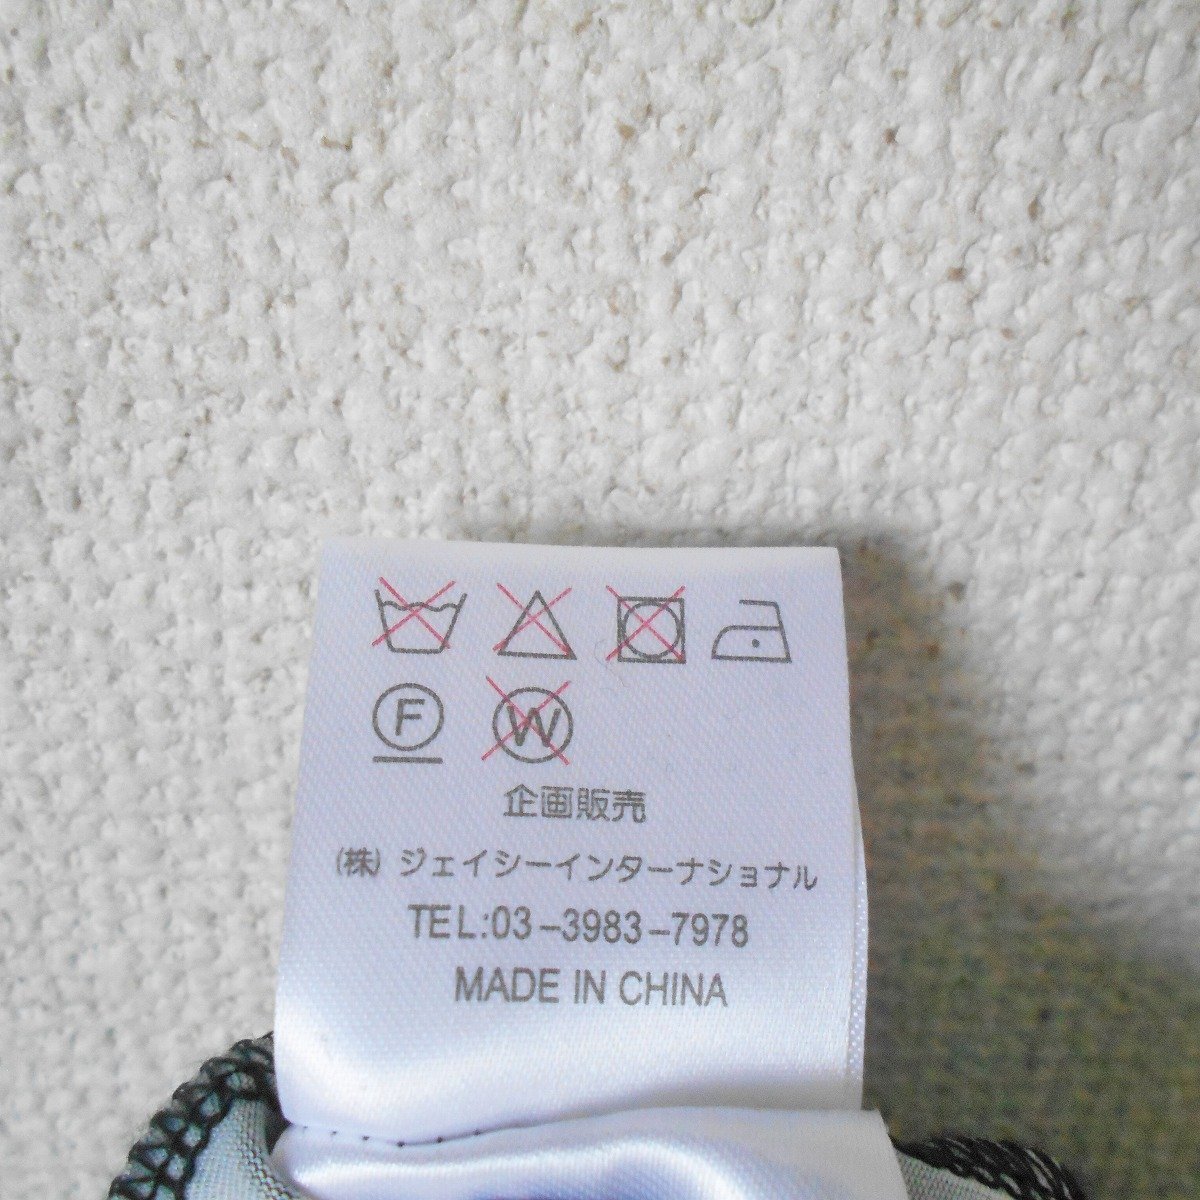 F W
企画販売
(株) ジェイシーインターナショナル
TEL:03-3983-7978
MADE IN CHINA